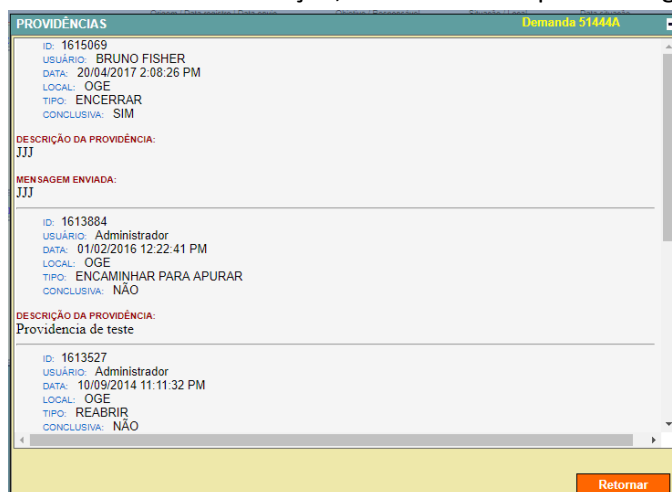 PROVIDÊNCIAS
Demanda 51444A
ID: 1615069
USUÁRIO: BRUNO FISHER
DATA: 20/04/2017 2:08:26 PM
LOCAL: OGE
TIPO: ENCERRAR
CONCLUSIVA: SIM
DESCRIÇÃO DA PROVIDÊNCIA:
JJJ
MENSAGEM ENVIADA:
JJJ
ID: 1613884
USUÁRIO: Administrador
DATA: 01/02/2016 12:22:41 PM
LOCAL: OGE
TIPO: ENCAMINHAR PARA APURAR
CONCLUSIVA: NÃO
DESCRIÇÃO DA PROVIDÊNCIA:
Providencia de teste
ID: 1613527
USUÁRIO: Administrador
DATA: 10/09/2014 11:11:32 PM
LOCAL: OGE
TIPO: REABRIR
CONCLUSIVA: NÃO
Retornar